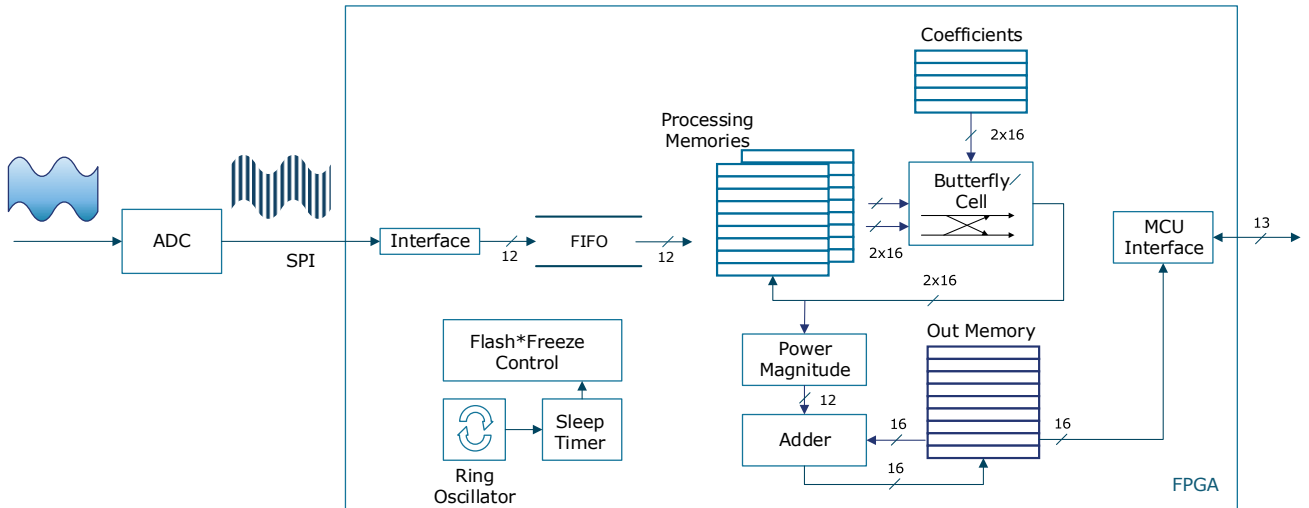 Coefficients
2x16
Processing
Memories
Butterfly
Cell
2x16
ADC
SPI
Interface
12
FIFO
12
MCU
Interface
13
2x16
Flash*Freeze
Control
Power
Magnitude
Out Memory
12
Sleep
Timer
Adder
16
16
16
Ring
Oscillator
FPGA